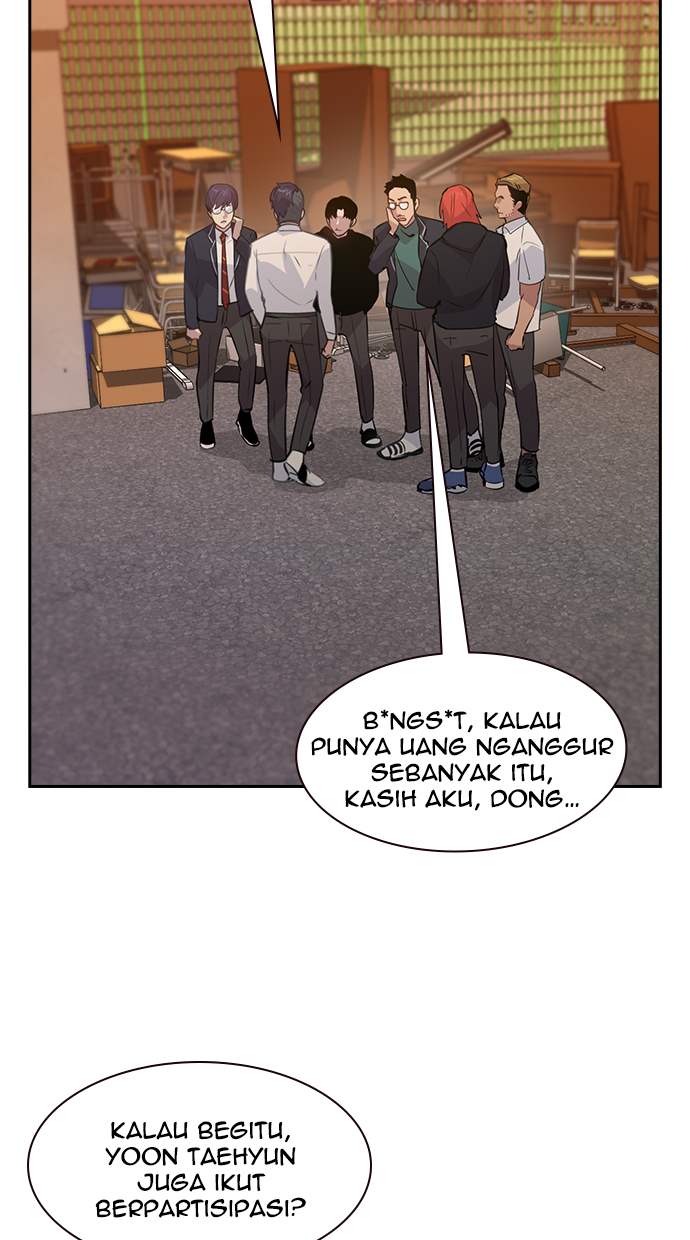 B*NGS*T, KALAU
PUNYA UANG NGANGGUR
SEBANYAK ITU,
KASIH AKU, DONG...
KALAU BEGITU,
YOON TAEHYUN
JUGA IKUT
BERPARTISIPASI?